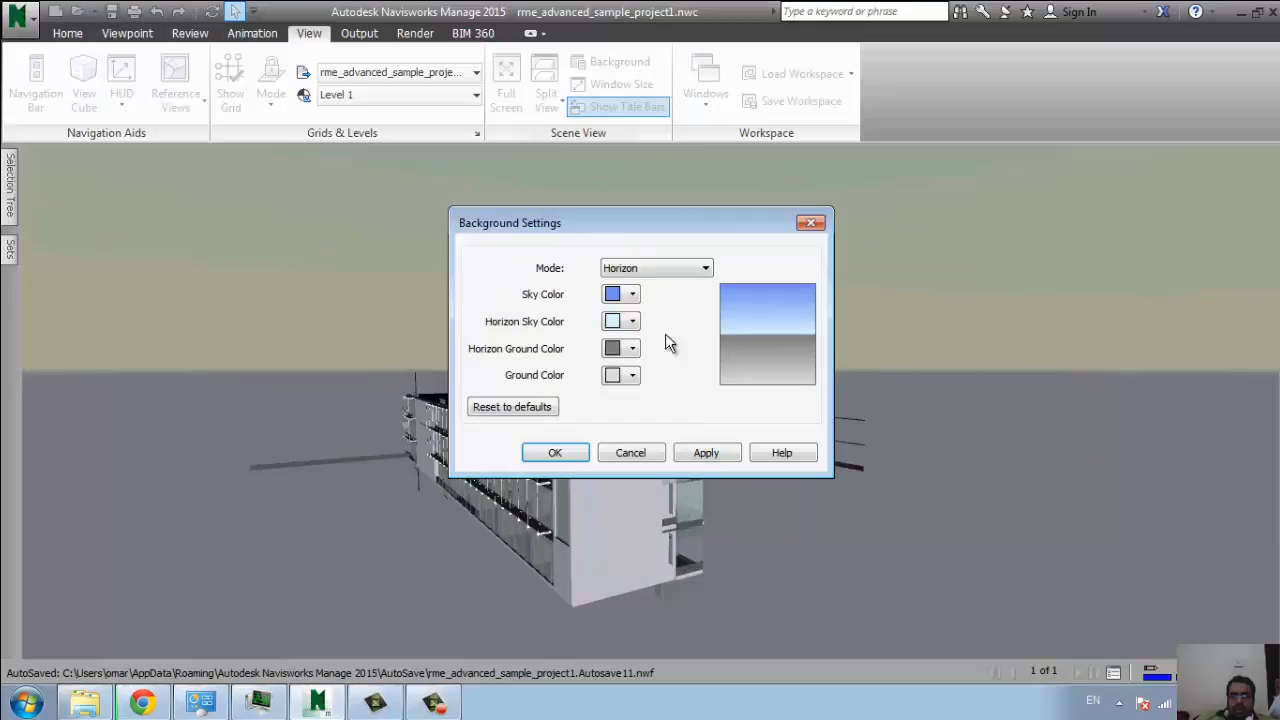 Autodesk Navisworks Manage 2015 rme_advanced_sample_project1.nwc
Type a keyword or phrase
Sign In
Home Viewpoint Review Animation View Output Render BIM 360
Navigation Bar
View Cube
HUD
Reference Views
Show Grid
Mode
rme_advanced_sample_proje...
Level 1
Full Screen
Split View
Background
Window Size
Show Title Bars
Windows
Load Workspace
Save Workspace
Navigation Aids
Grids & Levels
Scene View
Workspace
Selection Tree
Sets
Background Settings
Mode: Horizon
Sky Color
Horizon Sky Color
Horizon Ground Color
Ground Color
Reset to defaults
OK Cancel Apply Help
AutoSaved: C:\Users\omar\AppData\Roaming\Autodesk Navisworks Manage 2015\AutoSave\rme_advanced_sample_project1.Autosave11.nwf
1 of 1
EN